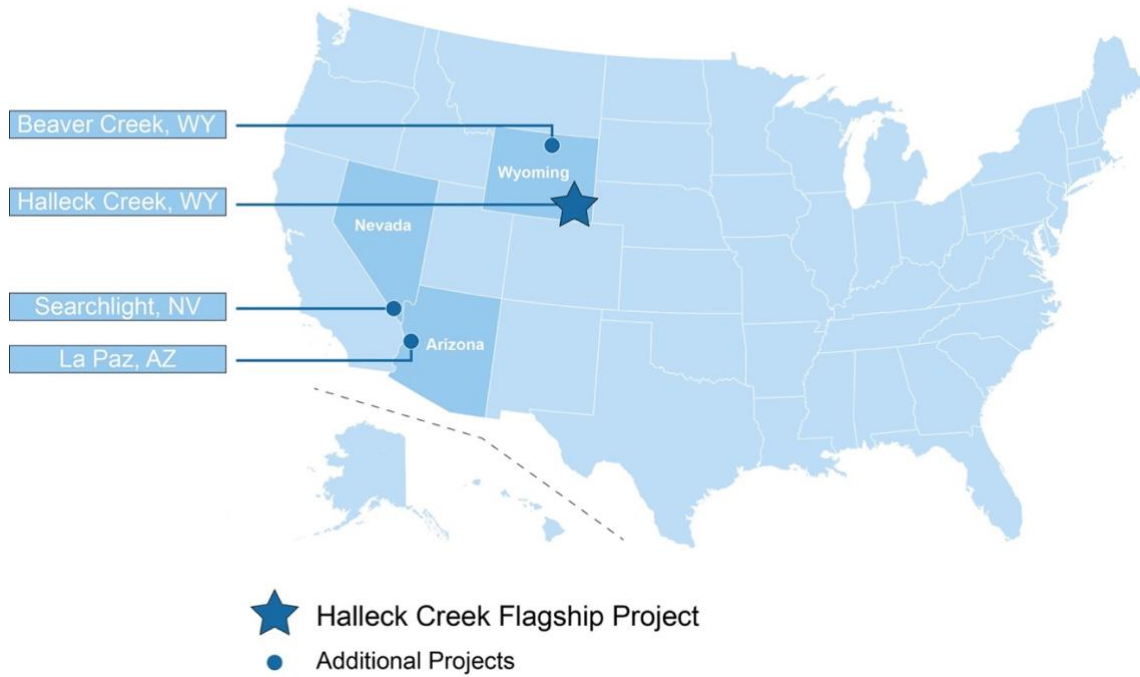 Beaver Creek, WY
Wyoming
Halleck Creek, WY
Nevada
Searchlight, NV
La Paz, AZ
Arizona
Halleck Creek Flagship Project
Additional Projects